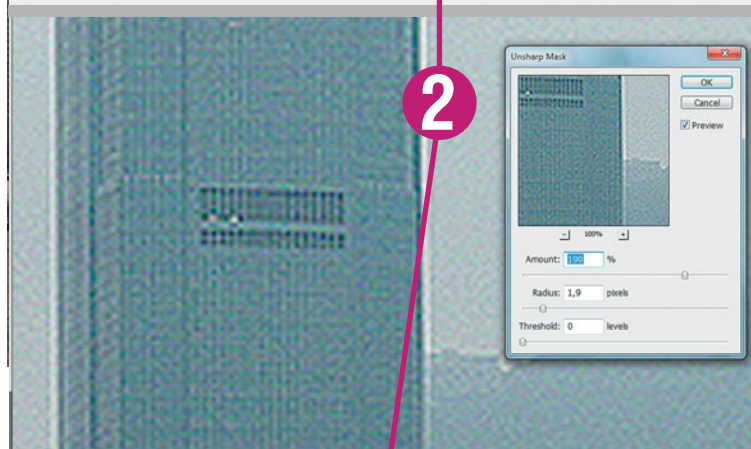 2
Unsharp Mask
OK
Cancel
Preview
- 100% +
Amount: 190 %
Radius: 1,9 pixels
Threshold: 0 levels